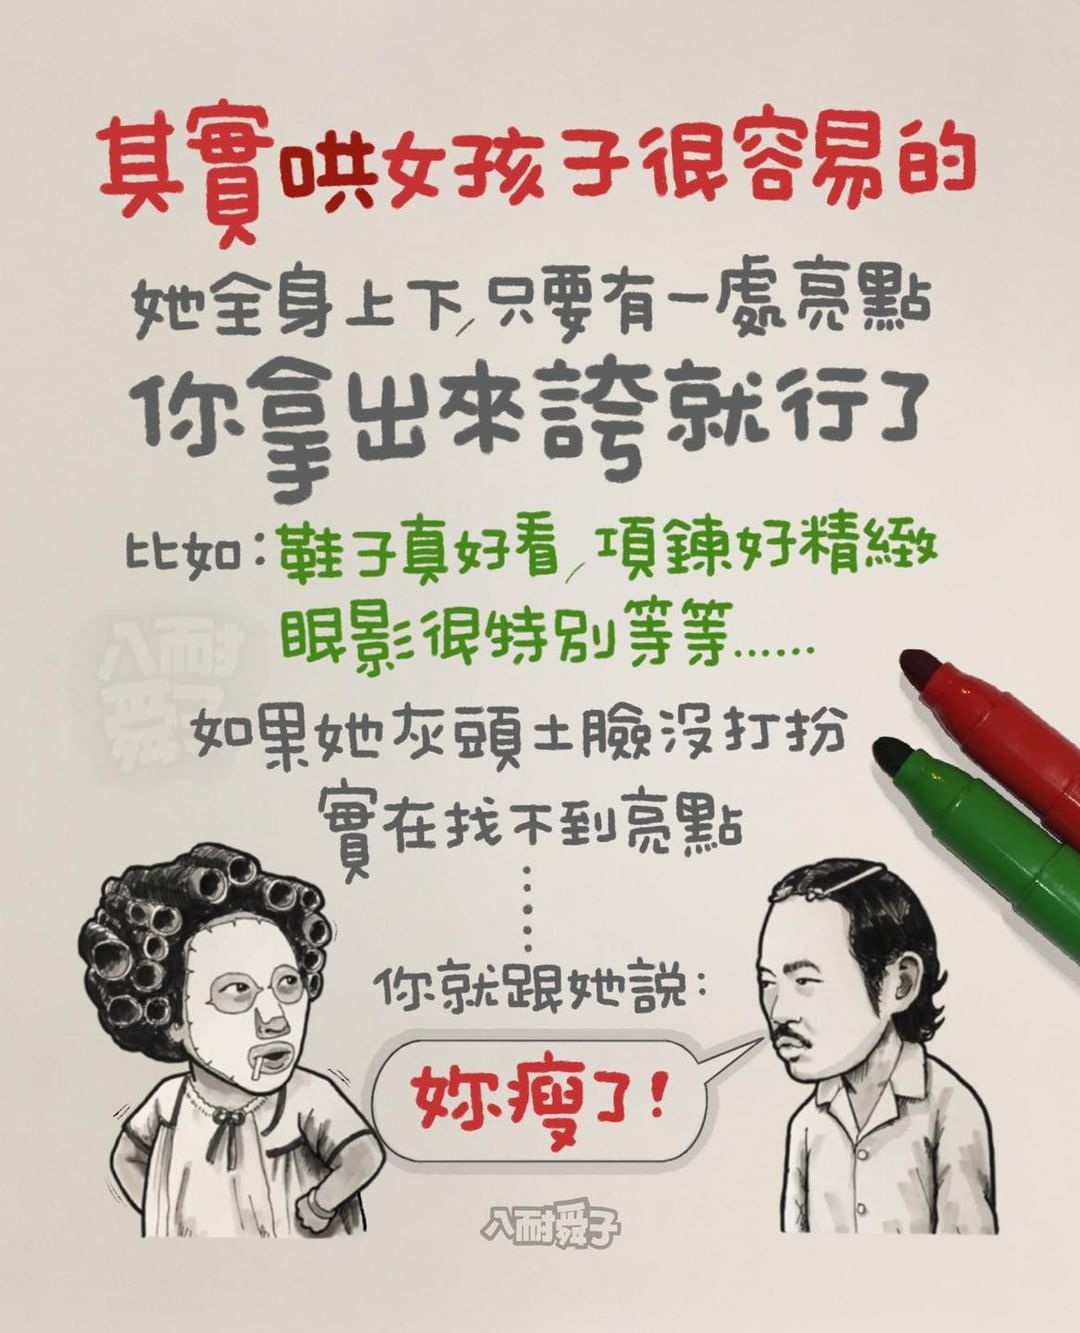 其實哄女孩子很容易的
她全身上下,只要有一處亮點
你拿出來誇就行了
比如:鞋子真好看,項鍊好精緻
眼影很特別等等……
如果她灰頭土臉沒打扮
實在找不到亮點
你就跟她說:
妳瘦了!
八耐舜子
八耐舜子